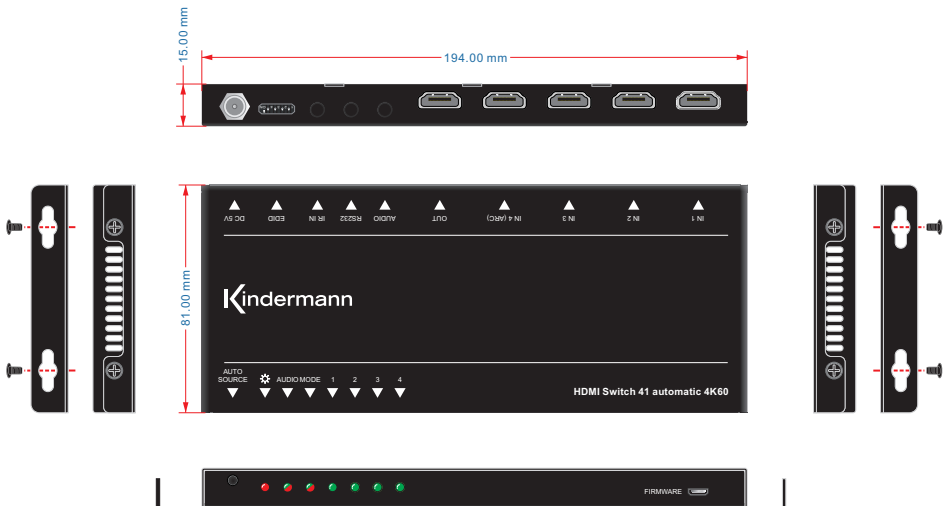 15.00 mm
194.00 mm
DC 5V EDID IR IN RS232 AUDIO OUT IN 4 (ARC) IN 3 IN 2 IN 1
81.00 mm
Kindermann
AUTO
SOURCE AUDIO MODE 1 2 3 4
HDMI Switch 41 automatic 4K60
FIRMWARE